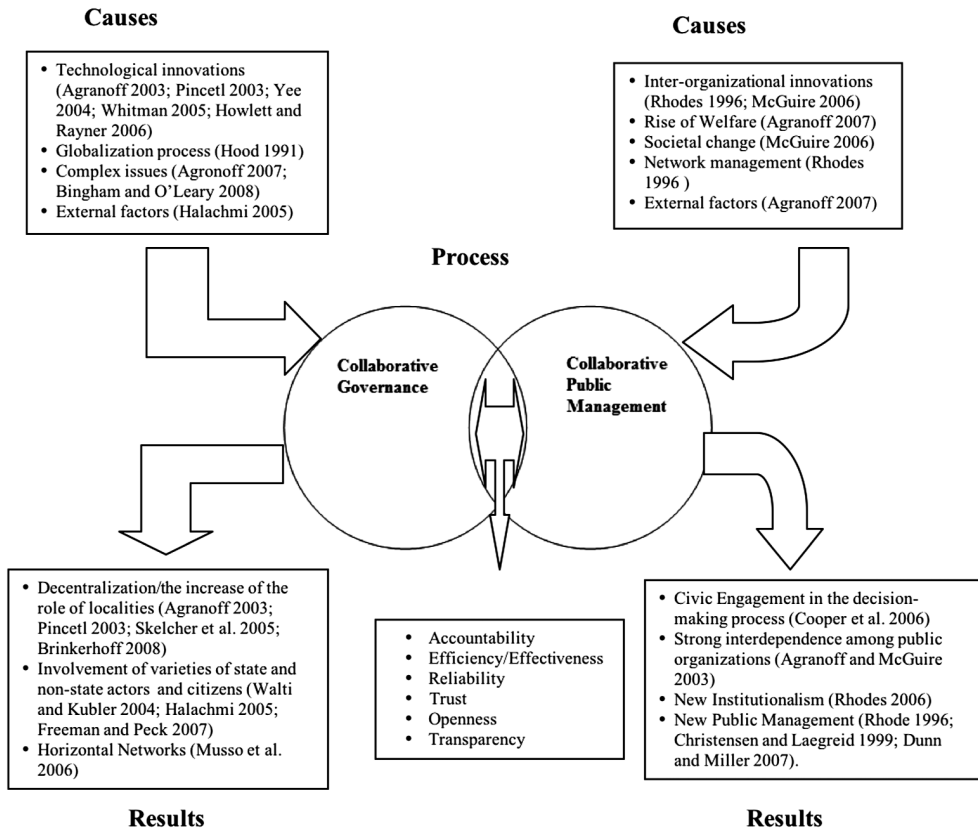 Causes
• Technological innovations
(Agranoff 2003; Pincetl 2003; Yee
2004; Whitman 2005; Howlett and
Rayner 2006)
• Globalization process (Hood 1991)
• Complex issues (Agronoff 2007;
Bingham and O’Leary 2008)
• External factors (Halachmi 2005)
Causes
• Inter-organizational innovations
(Rhodes 1996; McGuire 2006)
• Rise of Welfare (Agranoff 2007)
• Societal change (McGuire 2006)
• Network management (Rhodes
1996 )
• External factors (Agranoff 2007)
Process
Collaborative
Governance
Collaborative
Public
Management
• Decentralization/the increase of the
role of localities (Agranoff 2003;
Pincetl 2003; Skelcher et al. 2005;
Brinkerhoff 2008)
• Involvement of varieties of state and
non-state actors and citizens (Walti
and Kubler 2004; Halachmi 2005;
Freeman and Peck 2007)
• Horizontal Networks (Musso et al.
2006)
Results
• Accountability
• Efficiency/Effectiveness
• Reliability
• Trust
• Openness
• Transparency
• Civic Engagement in the decision-
making process (Cooper et al. 2006)
• Strong interdependence among public
organizations (Agranoff and McGuire
2003)
• New Institutionalism (Rhodes 2006)
• New Public Management (Rhode 1996;
Christensen and Laegreid 1999; Dunn
and Miller 2007).
Results